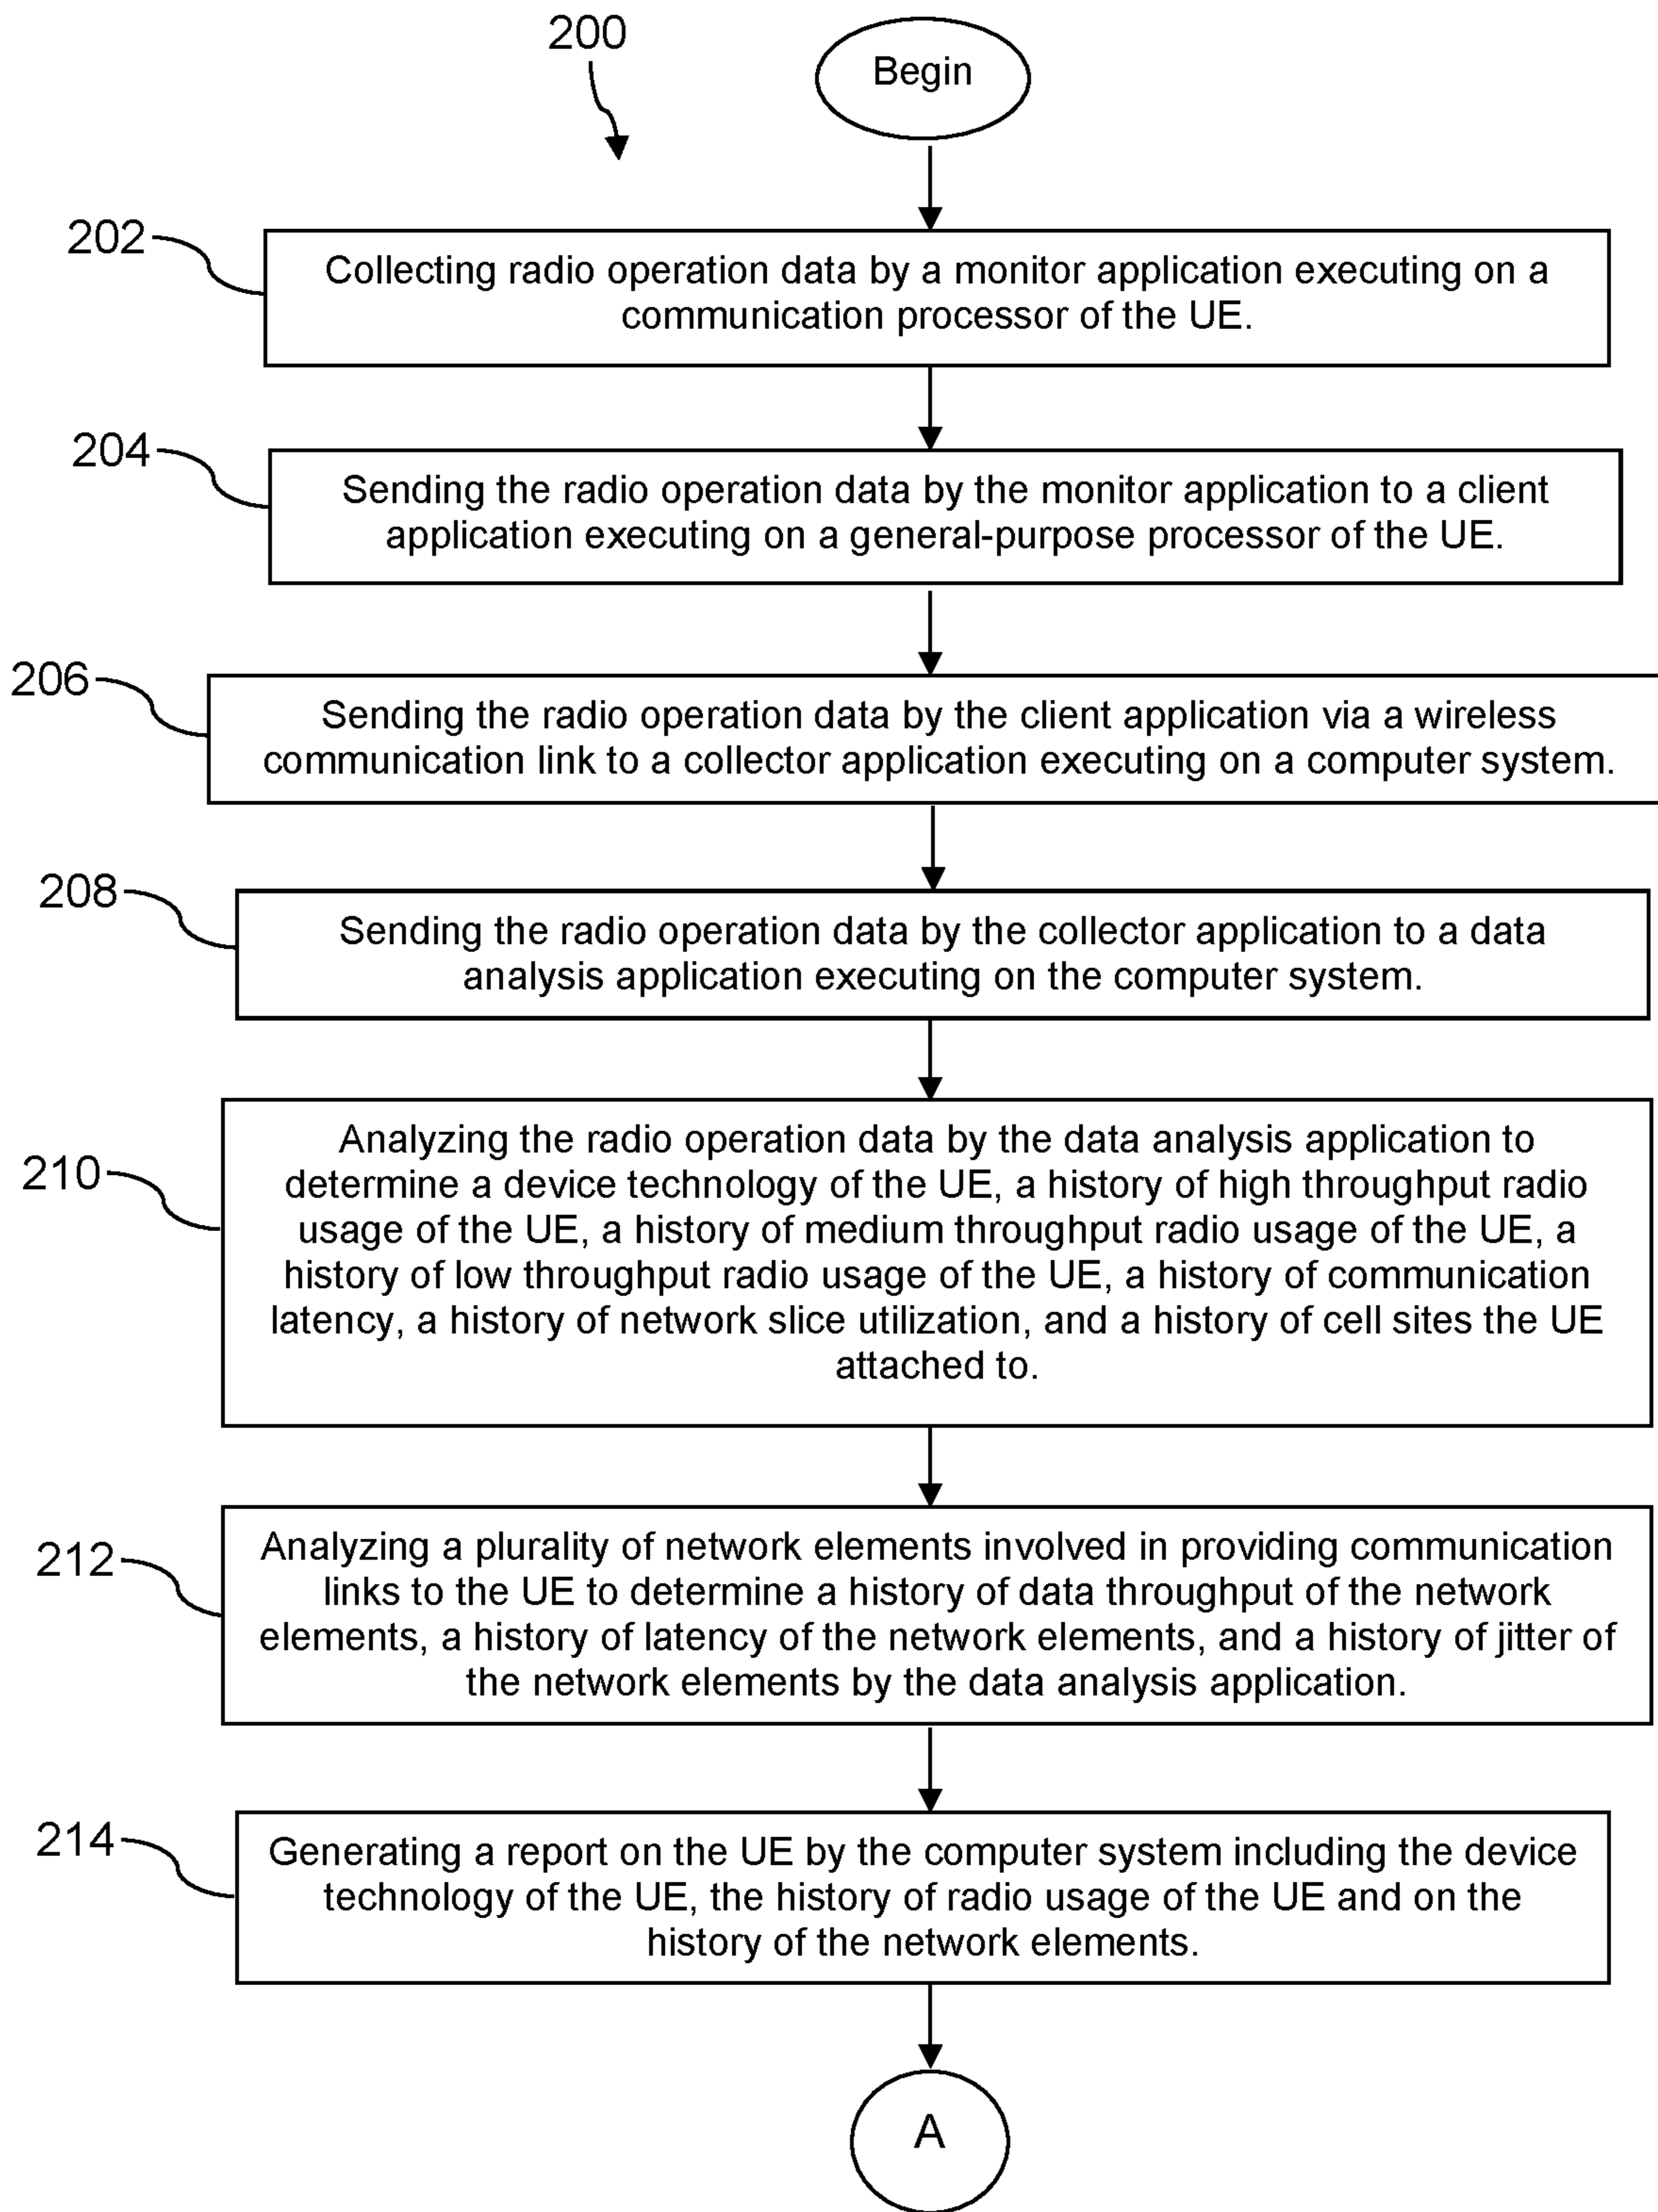 200
Begin
202
Collecting radio operation data by a monitor application executing on a
communication processor of the UE.
204
Sending the radio operation data by the monitor application to a client
application executing on a general-purpose processor of the UE.
206
Sending the radio operation data by the client application via a wireless
communication link to a collector application executing on a computer system.
208
Sending the radio operation data by the collector application to a data
analysis application executing on the computer system.
210
Analyzing the radio operation data by the data analysis application to
determine a device technology of the UE, a history of high throughput radio
usage of the UE, a history of medium throughput radio usage of the UE, a
history of low throughput radio usage of the UE, a history of communication
latency, a history of network slice utilization, and a history of cell sites the UE
attached to.
212
Analyzing a plurality of network elements involved in providing communication
links to the UE to determine a history of data throughput of the network
elements, a history of latency of the network elements, and a history of jitter of
the network elements by the data analysis application.
214
Generating a report on the UE by the computer system including the device
technology of the UE, the history of radio usage of the UE and on the
history of the network elements.
A